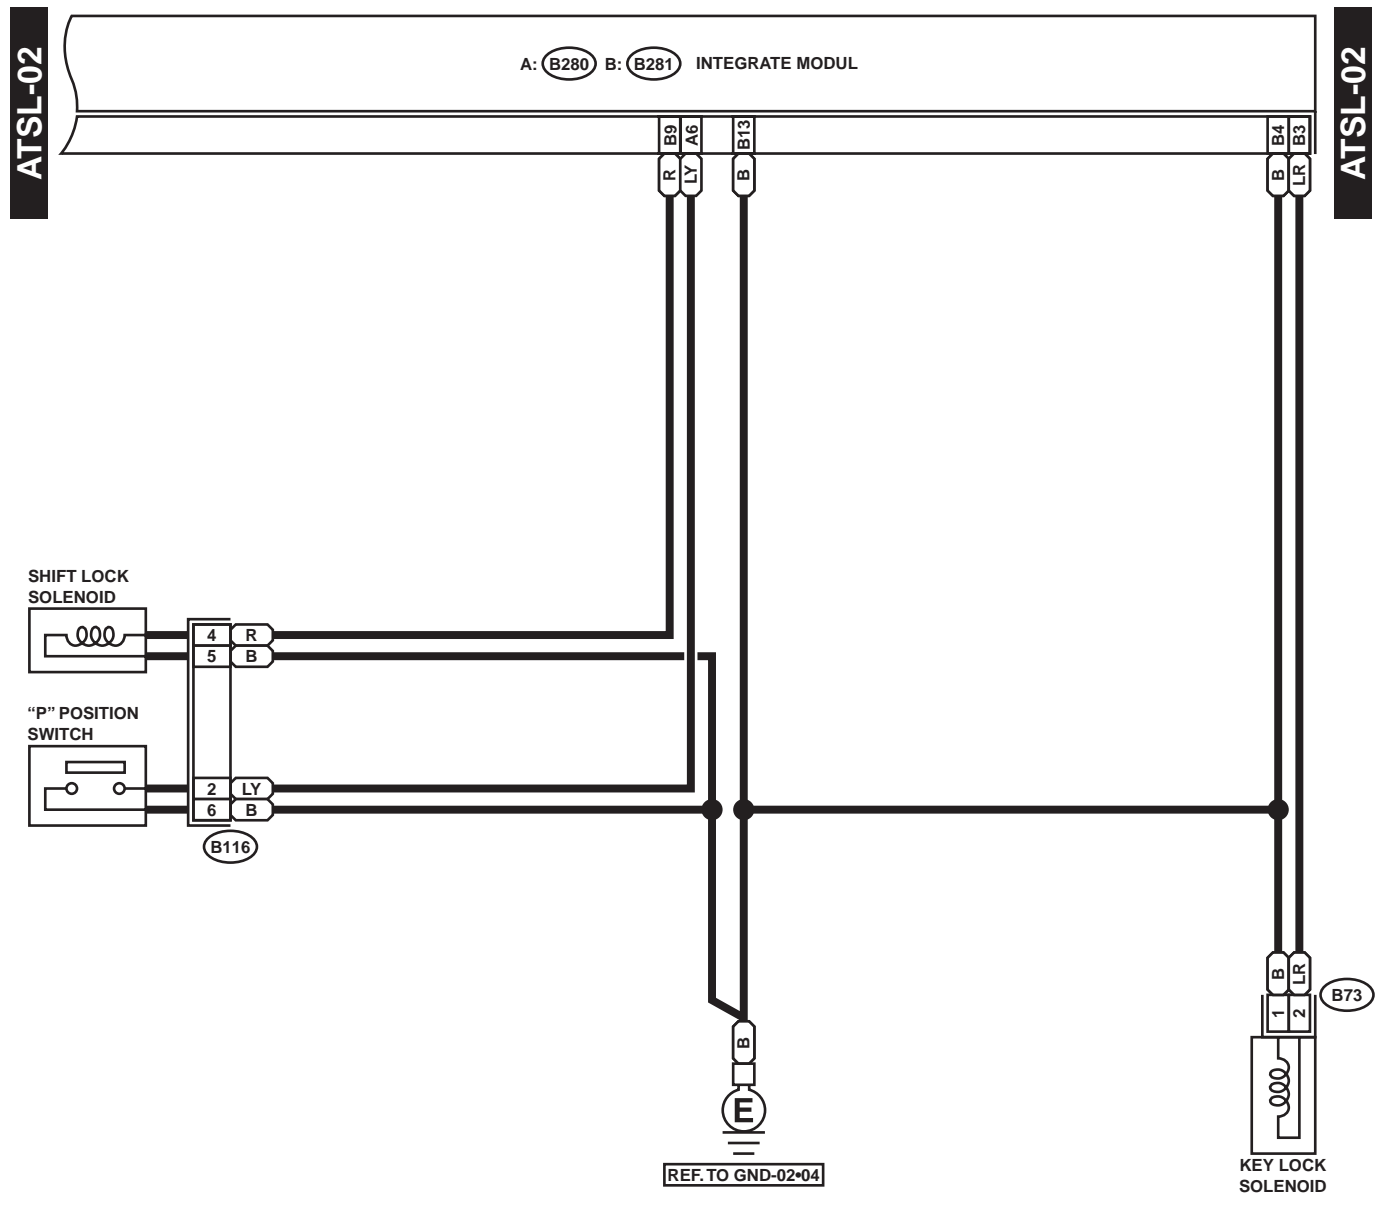 ATSL-02
ATSL-02
A: B280 B: B281 INTEGRATE MODUL
B9
A6
B13
B4
B3
R
LY
B
B
LR
SHIFT LOCK
SOLENOID
4 R
5 B
“P” POSITION
SWITCH
2 LY
6 B
B116
B
LR
B73
1
2
B
E
REF. TO GND-02•04
KEY LOCK
SOLENOID